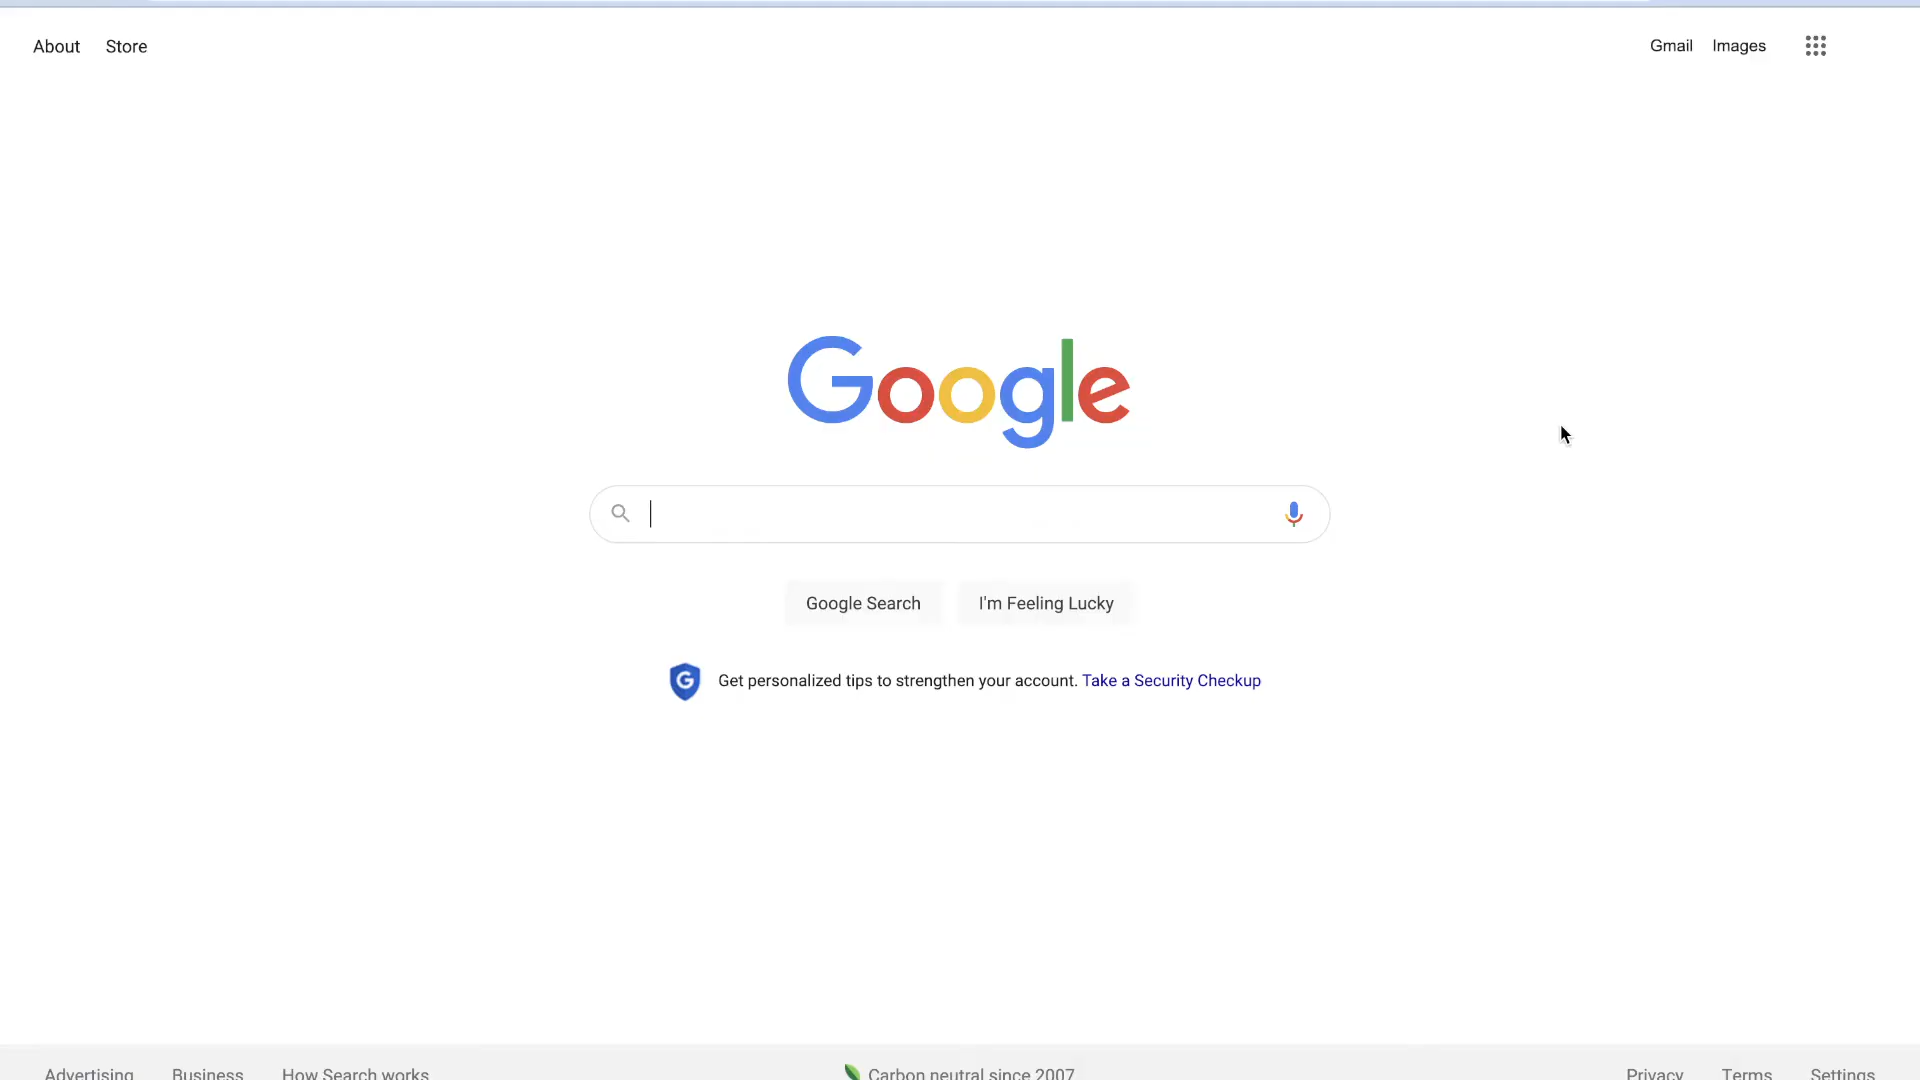 About Store
Gmail Images
Google
Google Search I'm Feeling Lucky
G Get personalized tips to strengthen your account. Take a Security Checkup
Advertising Business How Search works Carbon neutral since 2007 Privacy Terms Settings